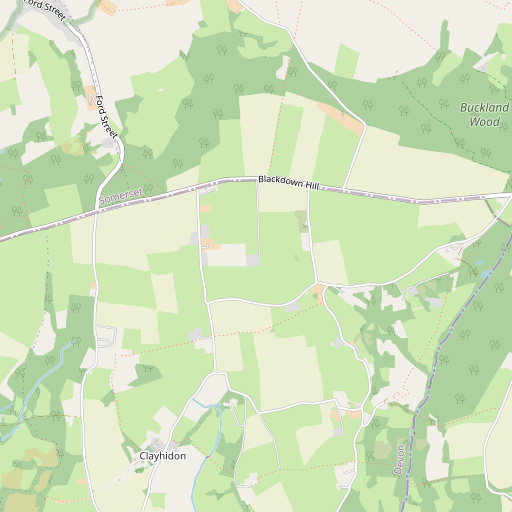 Ford Street
Ford Street
Buckland
Wood
Blackdown Hill
Somerset
Clayhidon
Devon